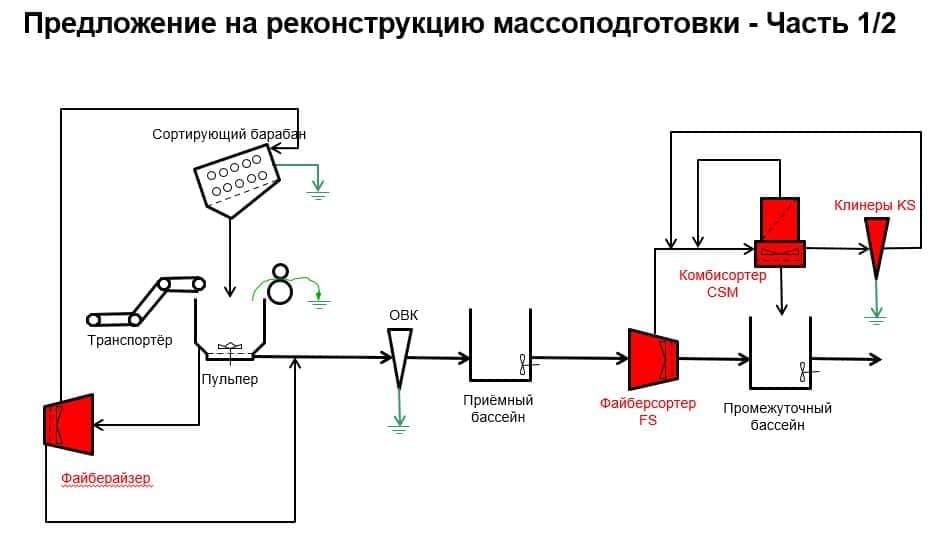 Предложение на реконструкцию массоподготовки - Часть 1/2
Сортирующий барабан
Клинеры KS
Комбисортер
CSM
ОВК
Транспортёр
Пульпер
Приёмный
бассейн
Файберсортер
FS
Промежуточный
бассейн
Файберайзер